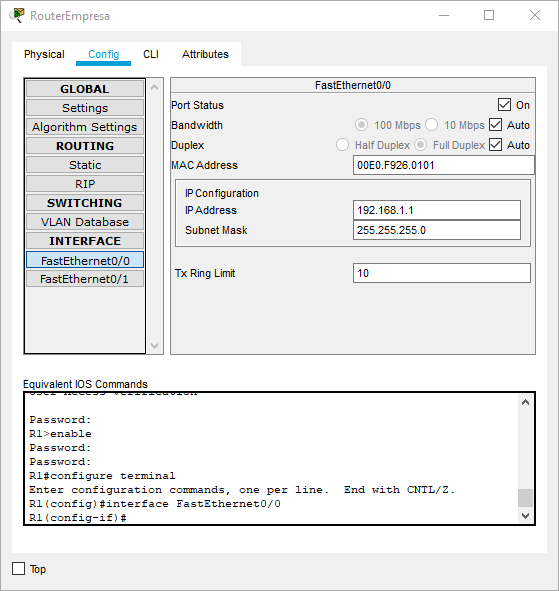 RouterEmpresa
Physical Config CLI Attributes
GLOBAL
Settings
Algorithm Settings
ROUTING
Static
RIP
SWITCHING
VLAN Database
INTERFACE
FastEthernet0/0
FastEthernet0/1
FastEthernet0/0
Port Status On
Bandwidth 100 Mbps 10 Mbps Auto
Duplex Half Duplex Full Duplex Auto
MAC Address 00E0.F926.0101
IP Configuration
IP Address 192.168.1.1
Subnet Mask 255.255.255.0
Tx Ring Limit 10
Equivalent IOS Commands
User Access Verification
Password:
R1>enable
Password:
Password:
R1#configure terminal
Enter configuration commands, one per line. End with CNTL/Z.
R1(config)#interface FastEthernet0/0
R1(config-if)#
Top